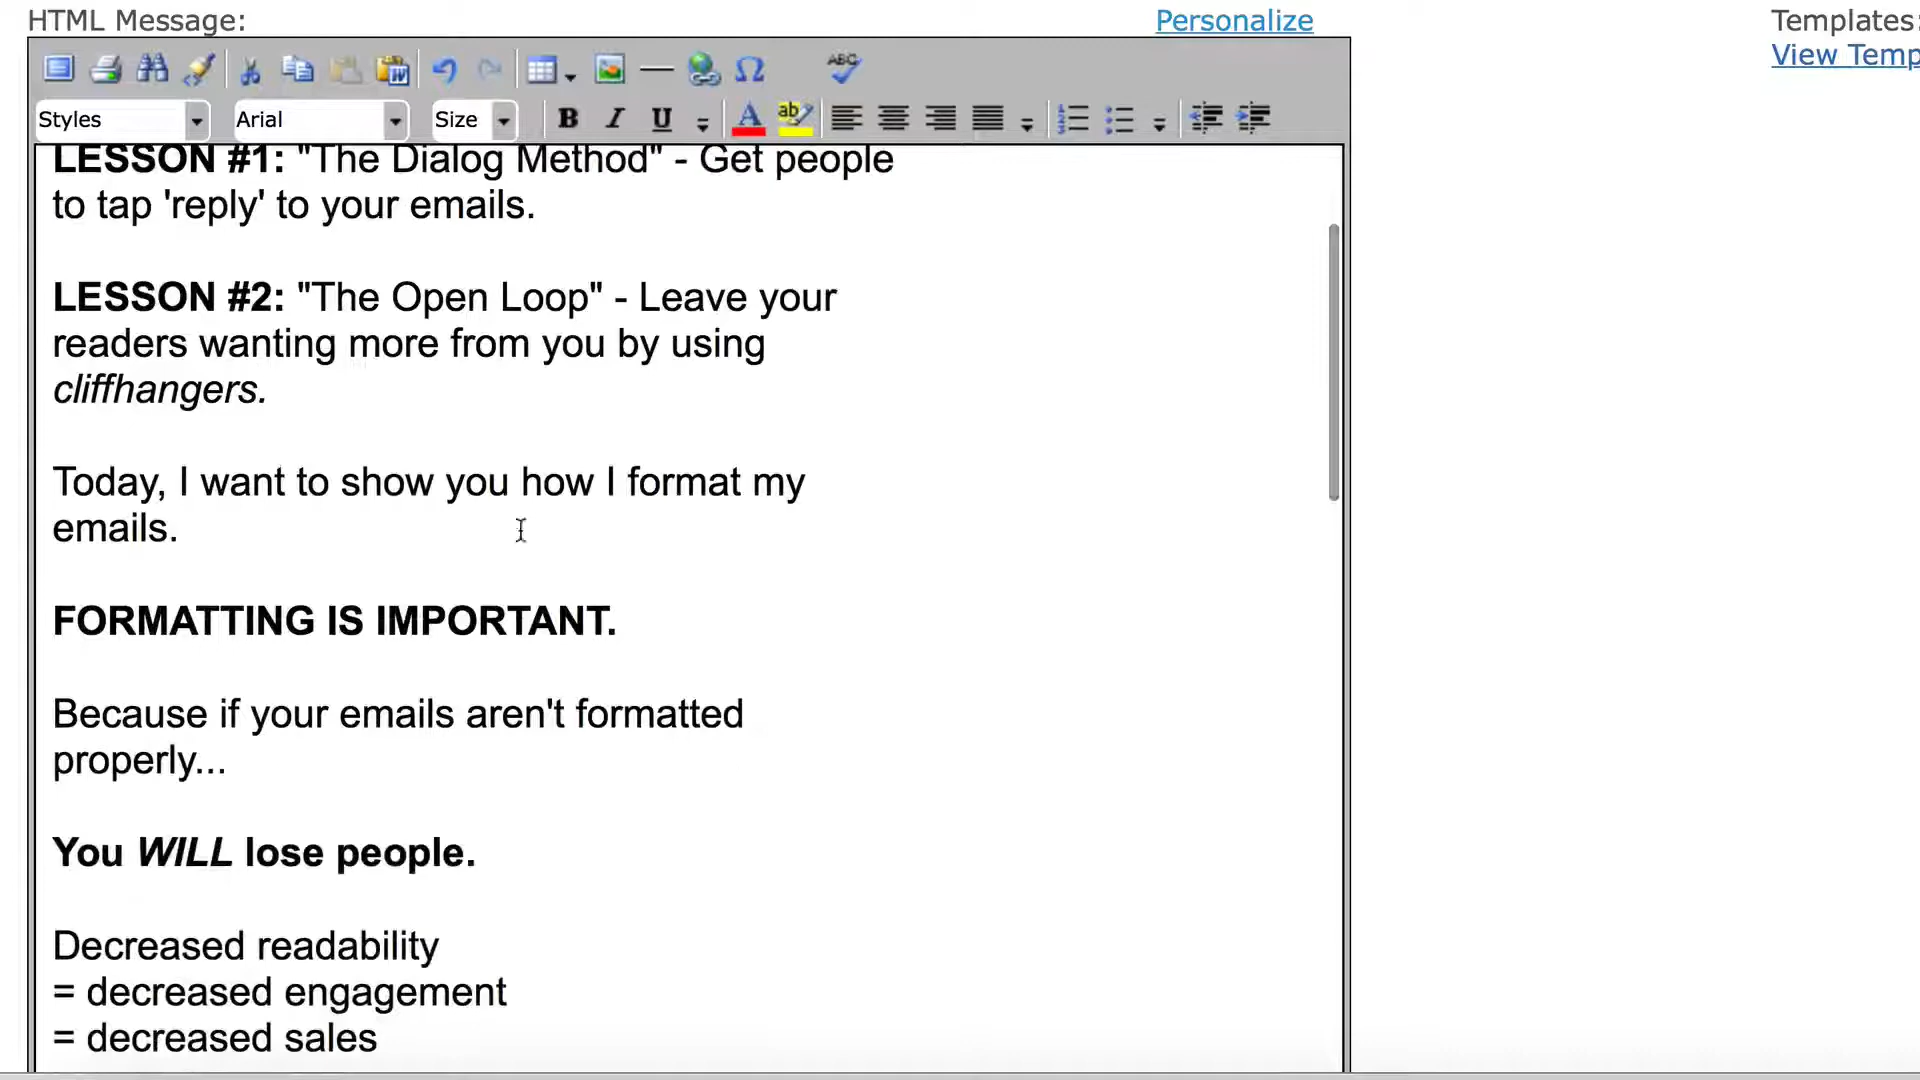 HTML Message:
Personalize
Templates:
View Temp
ABC
Styles
Arial
Size
B I U
A ab
LESSON #1: "The Dialog Method" - Get people
to tap 'reply' to your emails.
LESSON #2: "The Open Loop" - Leave your
readers wanting more from you by using
cliffhangers.
Today, I want to show you how I format my
emails.
FORMATTING IS IMPORTANT.
Because if your emails aren't formatted
properly...
You WILL lose people.
Decreased readability
= decreased engagement
= decreased sales